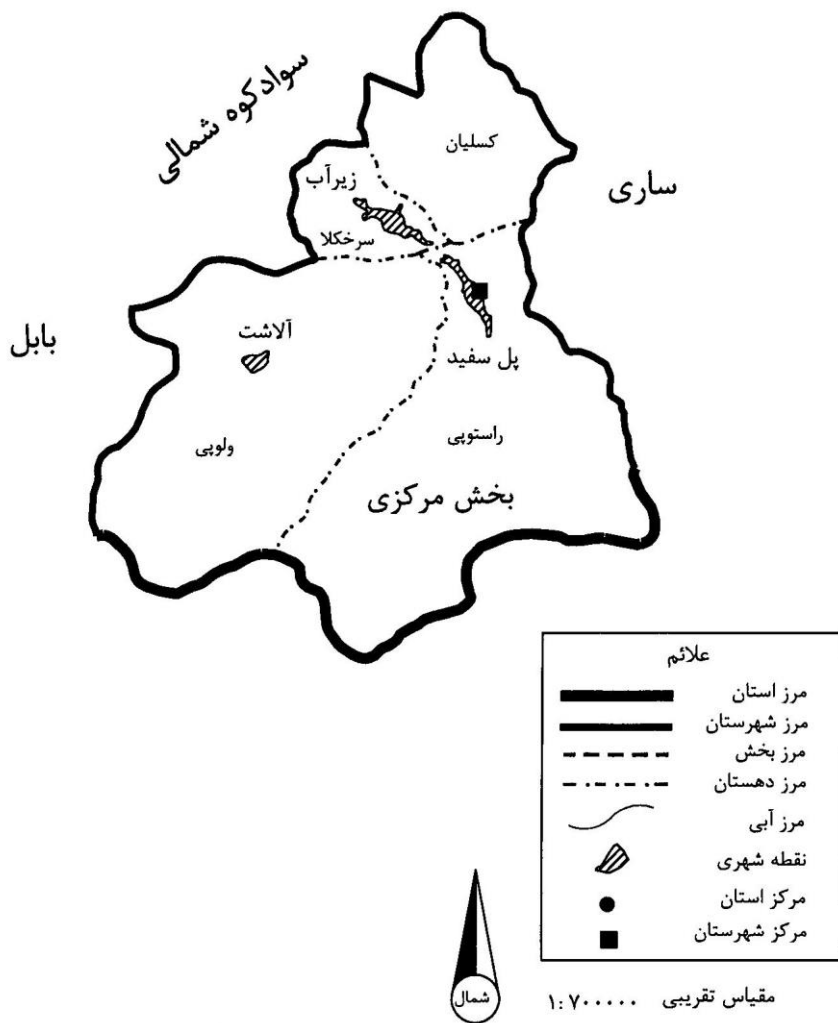 سوادکوه شمالی
کسلیان
ساری
زیرآب
سرخکلا
بابل
آلاشت
پل سفید
ولوپی
راستوپی
بخش مرکزی
علائم
مرز استان
مرز شهرستان
مرز بخش
مرز دهستان
مرز آبی
نقطه شهری
مرکز استان
مرکز شهرستان
شمال
مقیاس تقریبی ۱:۷۰۰۰۰۰